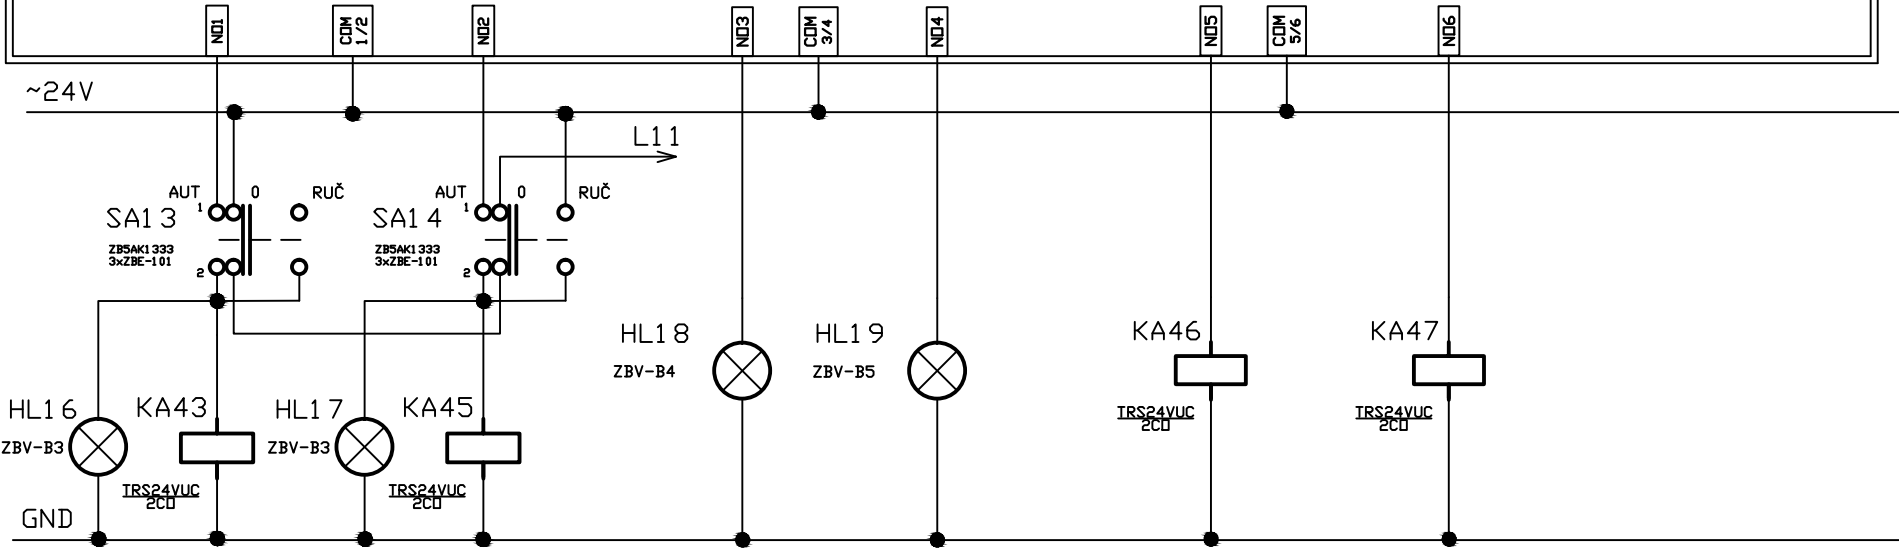 NO1
COM
1/2
NO2
NO3
COM
3/4
NO4
NO5
COM
5/6
NO6
~24V
L11
AUT
0
RUČ
AUT
0
RUČ
1
1
SA13
SA14
ZB5AK1333
3xZBE-101
ZB5AK1333
3xZBE-101
2
2
HL18
HL19
KA46
KA47
ZBV-B4
ZBV-B5
TRS24VUC
2CO
TRS24VUC
2CO
HL16
KA43
HL17
KA45
ZBV-B3
ZBV-B3
TRS24VUC
2CO
TRS24VUC
2CO
GND